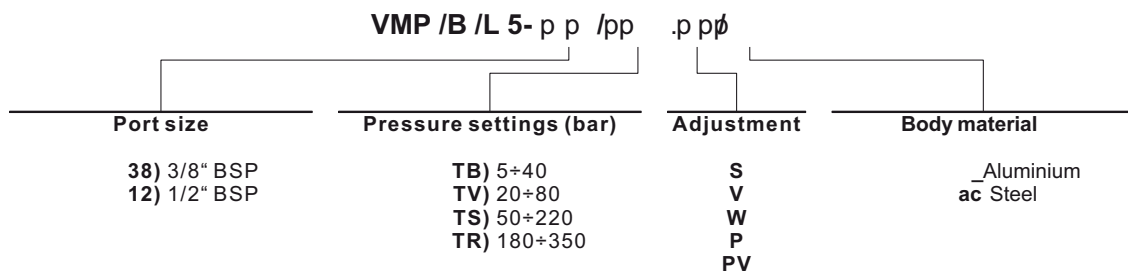 VMP /B /L 5- p p /pp .p pp/
Port size
38) 3/8“ BSP
12) 1/2“ BSP
Pressure settings (bar)
TB) 5÷40
TV) 20÷80
TS) 50÷220
TR) 180÷350
Adjustment
S
V
W
P
PV
Body material
_Aluminium
ac Steel